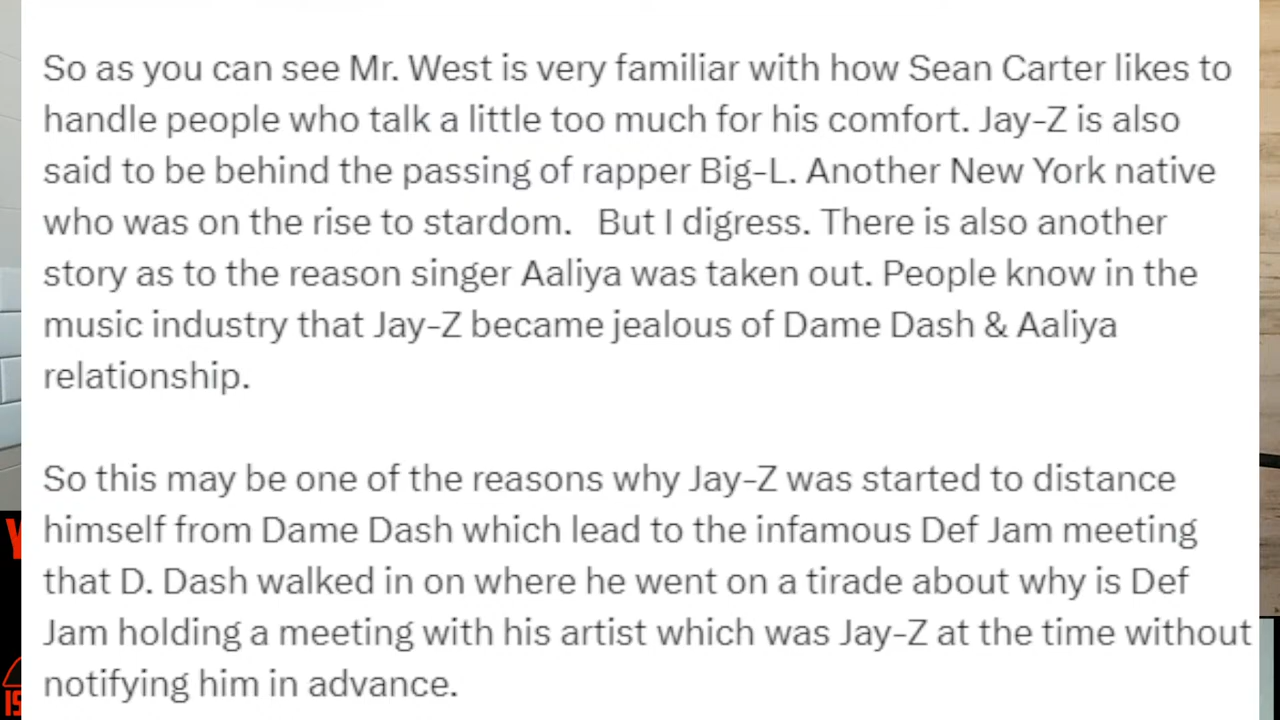 So as you can see Mr. West is very familiar with how Sean Carter likes to
handle people who talk a little too much for his comfort. Jay-Z is also
said to be behind the passing of rapper Big-L. Another New York native
who was on the rise to stardom.   But I digress. There is also another
story as to the reason singer Aaliya was taken out. People know in the
music industry that Jay-Z became jealous of Dame Dash & Aaliya
relationship.
So this may be one of the reasons why Jay-Z was started to distance
himself from Dame Dash which lead to the infamous Def Jam meeting
that D. Dash walked in on where he went on a tirade about why is Def
Jam holding a meeting with his artist which was Jay-Z at the time without
notifying him in advance.